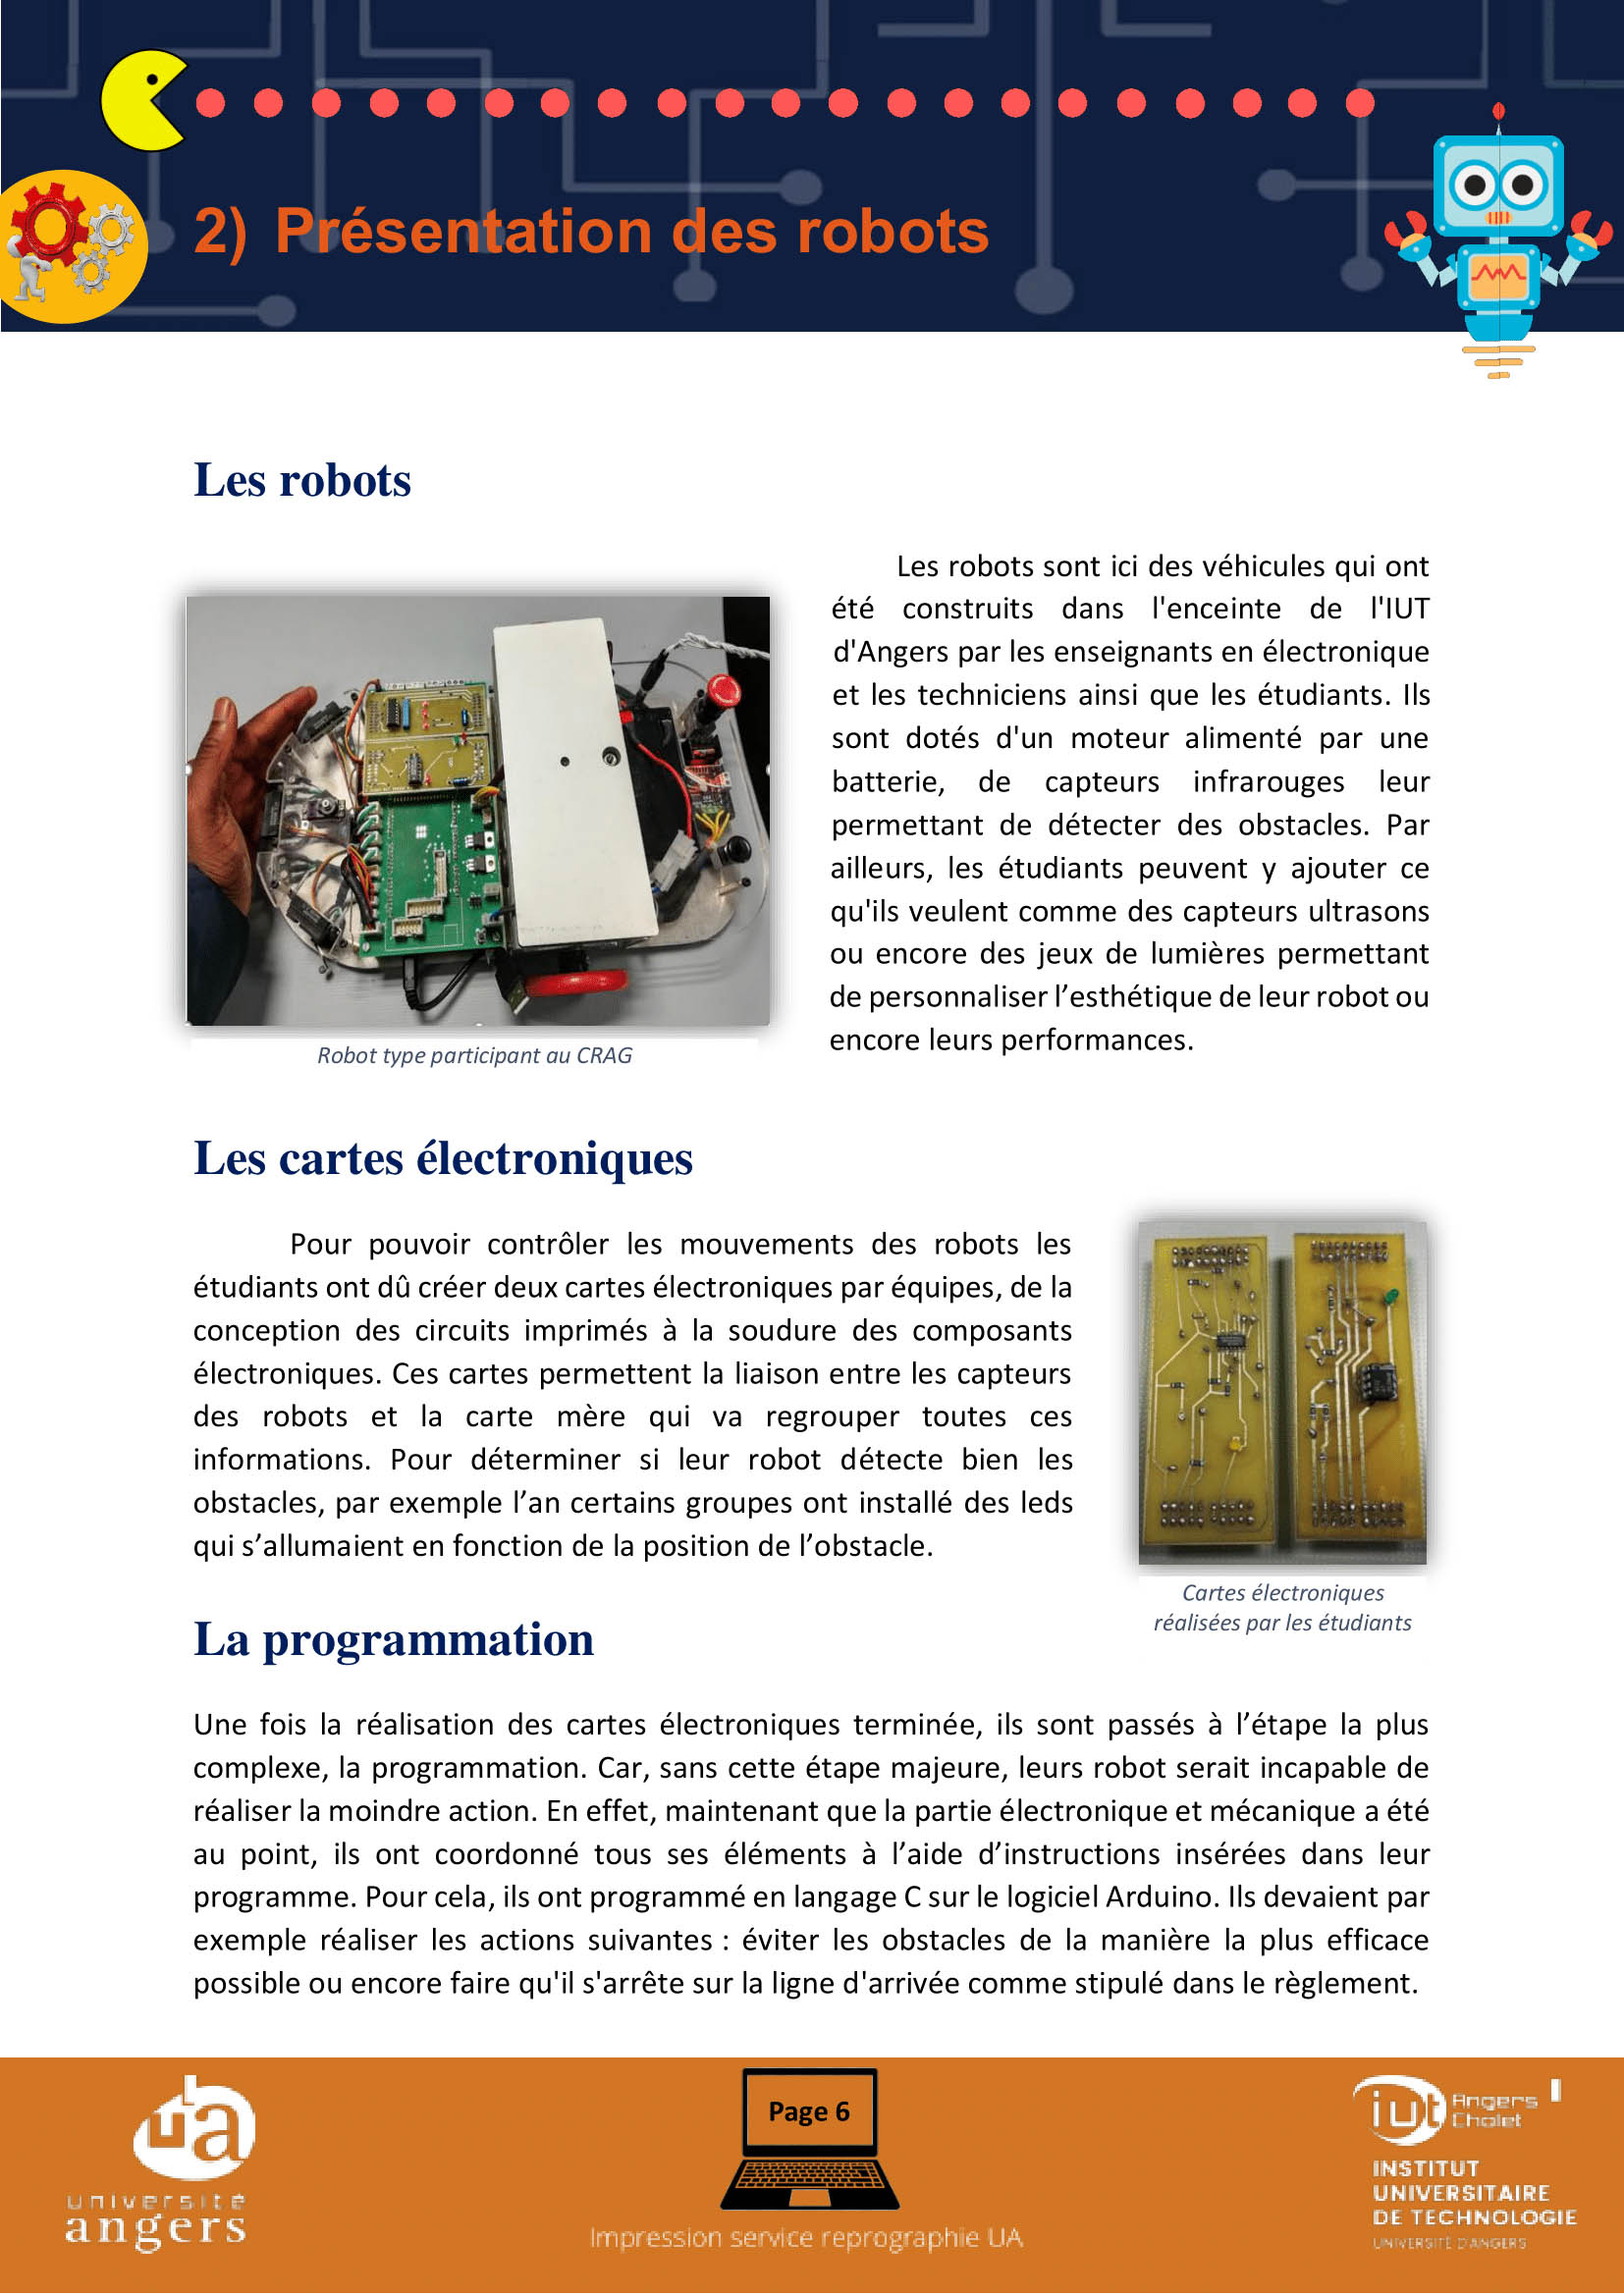 2) Présentation des robots
Les robots
Les robots sont ici des véhicules qui ont
été construits dans l'enceinte de l'IUT
d'Angers par les enseignants en électronique
et les techniciens ainsi que les étudiants. Ils
sont dotés d'un moteur alimenté par une
batterie, de capteurs infrarouges leur
permettant de détecter des obstacles. Par
ailleurs, les étudiants peuvent y ajouter ce
qu'ils veulent comme des capteurs ultrasons
ou encore des jeux de lumières permettant
de personnaliser l’esthétique de leur robot ou
encore leurs performances.
Robot type participant au CRAG
Les cartes électroniques
Pour pouvoir contrôler les mouvements des robots les
étudiants ont dû créer deux cartes électroniques par équipes, de la
conception des circuits imprimés à la soudure des composants
électroniques. Ces cartes permettent la liaison entre les capteurs
des robots et la carte mère qui va regrouper toutes ces
informations. Pour déterminer si leur robot détecte bien les
obstacles, par exemple l’an certains groupes ont installé des leds
qui s’allumaient en fonction de la position de l’obstacle.
Cartes électroniques
réalisées par les étudiants
La programmation
Une fois la réalisation des cartes électroniques terminée, ils sont passés à l’étape la plus
complexe, la programmation. Car, sans cette étape majeure, leurs robot serait incapable de
réaliser la moindre action. En effet, maintenant que la partie électronique et mécanique a été
au point, ils ont coordonné tous ses éléments à l’aide d’instructions insérées dans leur
programme. Pour cela, ils ont programmé en langage C sur le logiciel Arduino. Ils devaient par
exemple réaliser les actions suivantes : éviter les obstacles de la manière la plus efficace
possible ou encore faire qu'il s'arrête sur la ligne d'arrivée comme stipulé dans le règlement.
ua
université
angers
Page 6
Impression service reprographie UA
iut Angers
Cholet
INSTITUT
UNIVERSITAIRE
DE TECHNOLOGIE
UNIVERSITÉ D'ANGERS